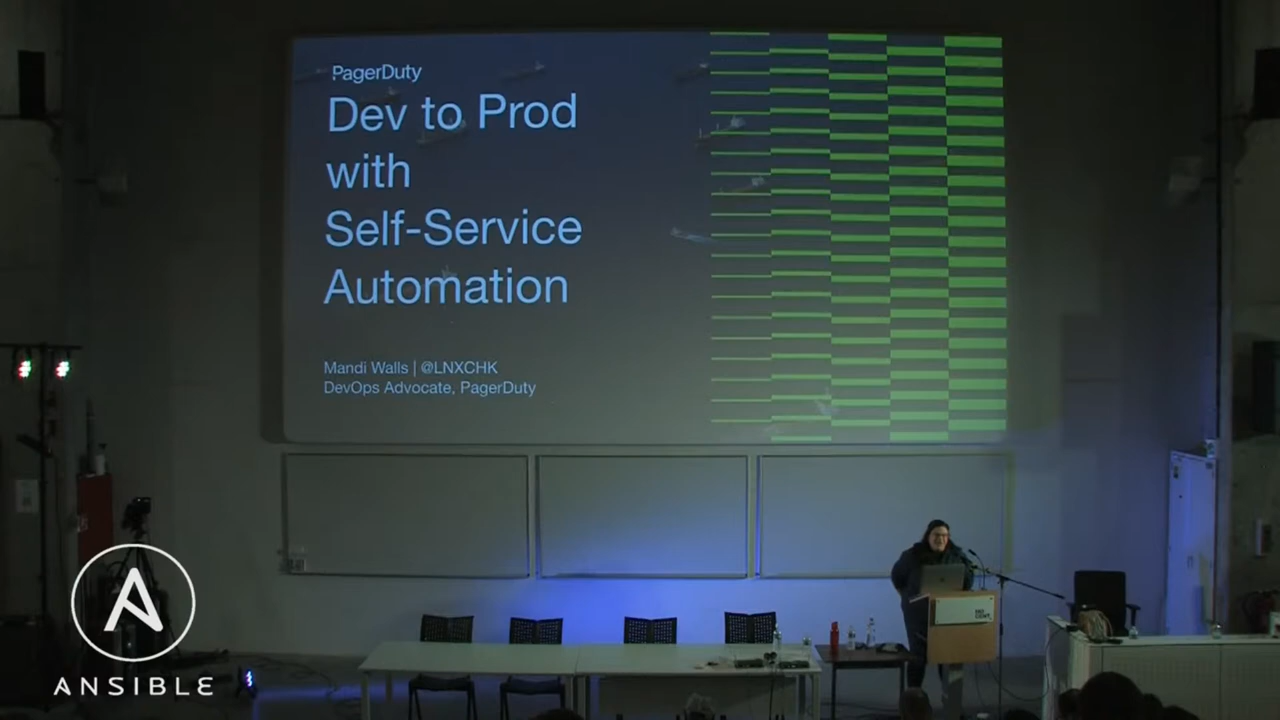 PagerDuty
Dev to Prod
with
Self-Service
Automation
Mandi Walls | @LNXCHK
DevOps Advocate, PagerDuty
ANSIBLE